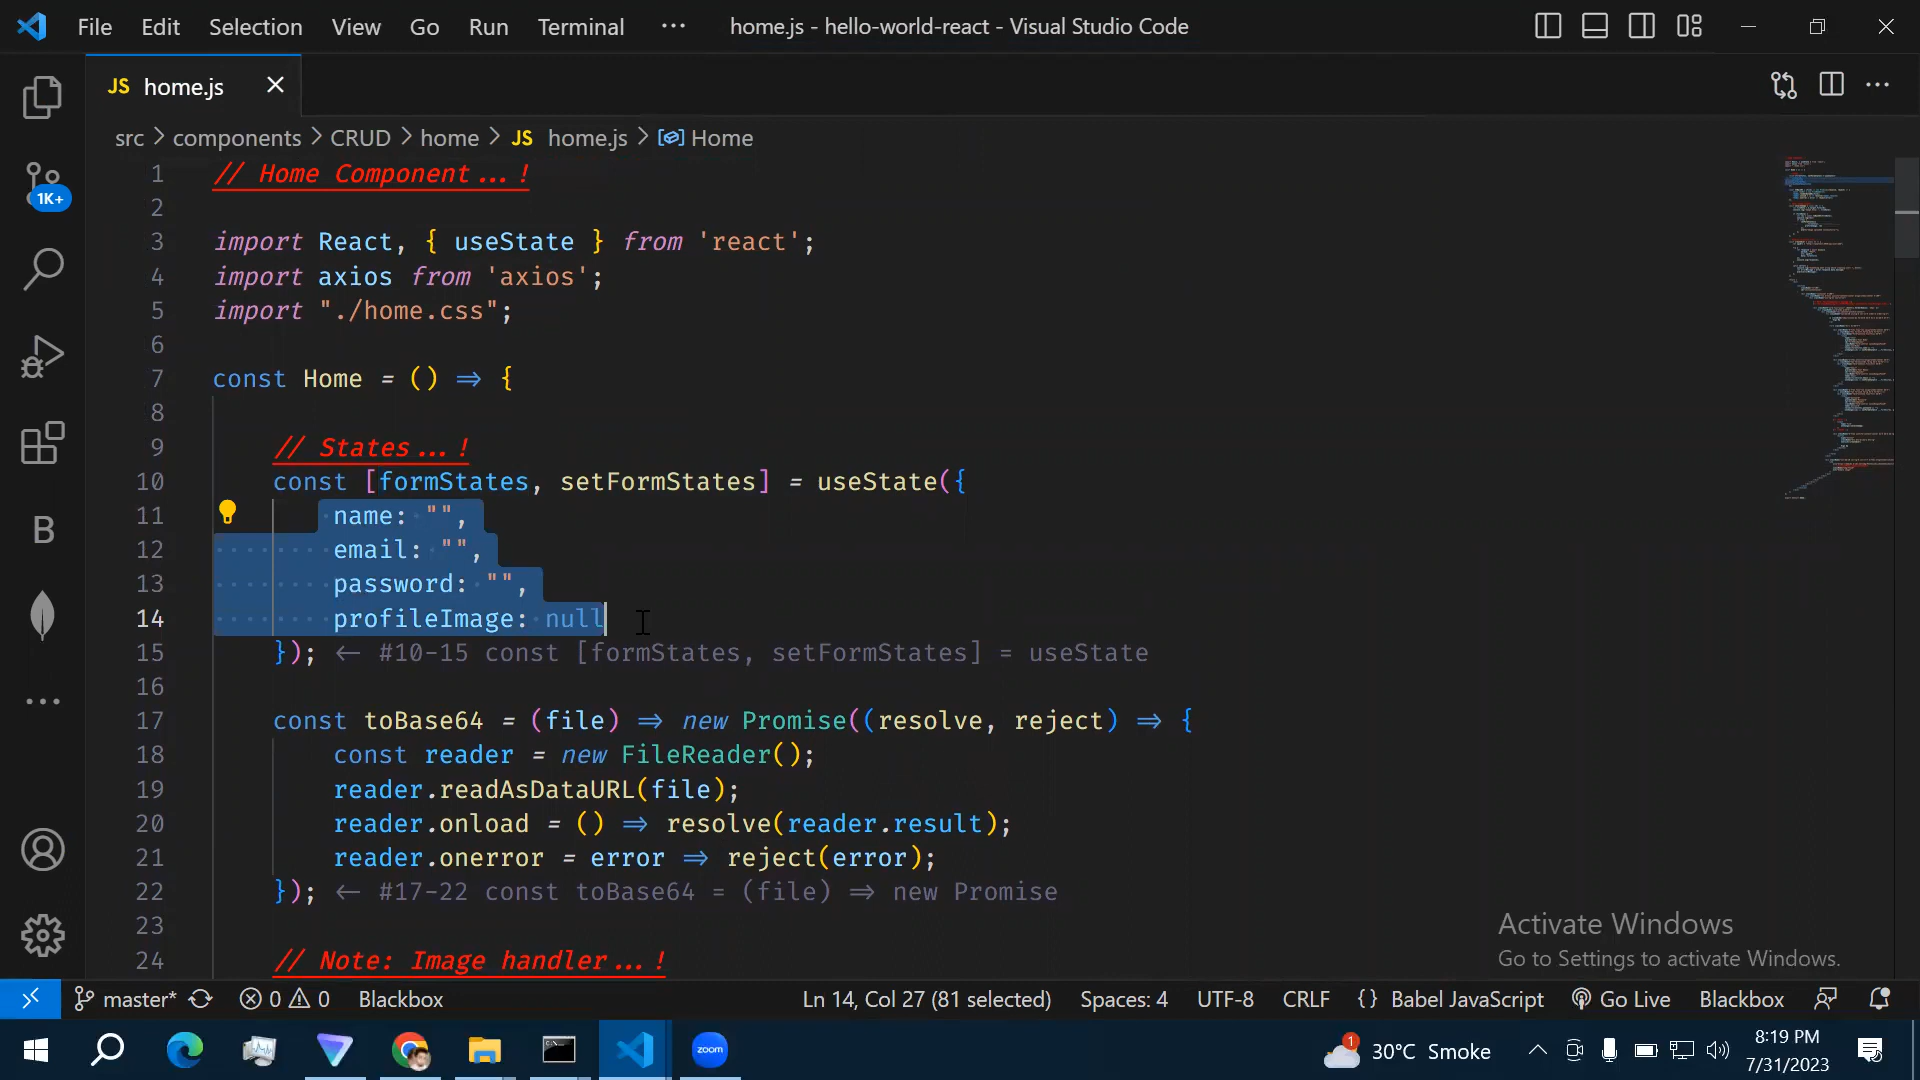 File Edit Selection View Go Run Terminal ··· home.js - hello-world-react - Visual Studio Code
JS home.js
src > components > CRUD > home > JS home.js > Home
1K+
B
1 // Home Component...!
2
3 import React, { useState } from 'react';
4 import axios from 'axios';
5 import "./home.css";
6
7 const Home = () => {
8
9 // States...!
10 const [formStates, setFormStates] = useState({
11 name: "",
12 email: "",
13 password: "",
14 profileImage: null
15 }); <- #10-15 const [formStates, setFormStates] = useState
16
17 const toBase64 = (file) => new Promise((resolve, reject) => {
18 const reader = new FileReader();
19 reader.readAsDataURL(file);
20 reader.onload = () => resolve(reader.result);
21 reader.onerror = error => reject(error);
22 }); <- #17-22 const toBase64 = (file) => new Promise
23
24 // Note: Image handler...!
Activate Windows
Go to Settings to activate Windows.
master* 0 0 Blackbox Ln 14, Col 27 (81 selected) Spaces: 4 UTF-8 CRLF {} Babel JavaScript Go Live Blackbox
zoom 1 30°C Smoke 8:19 PM
7/31/2023